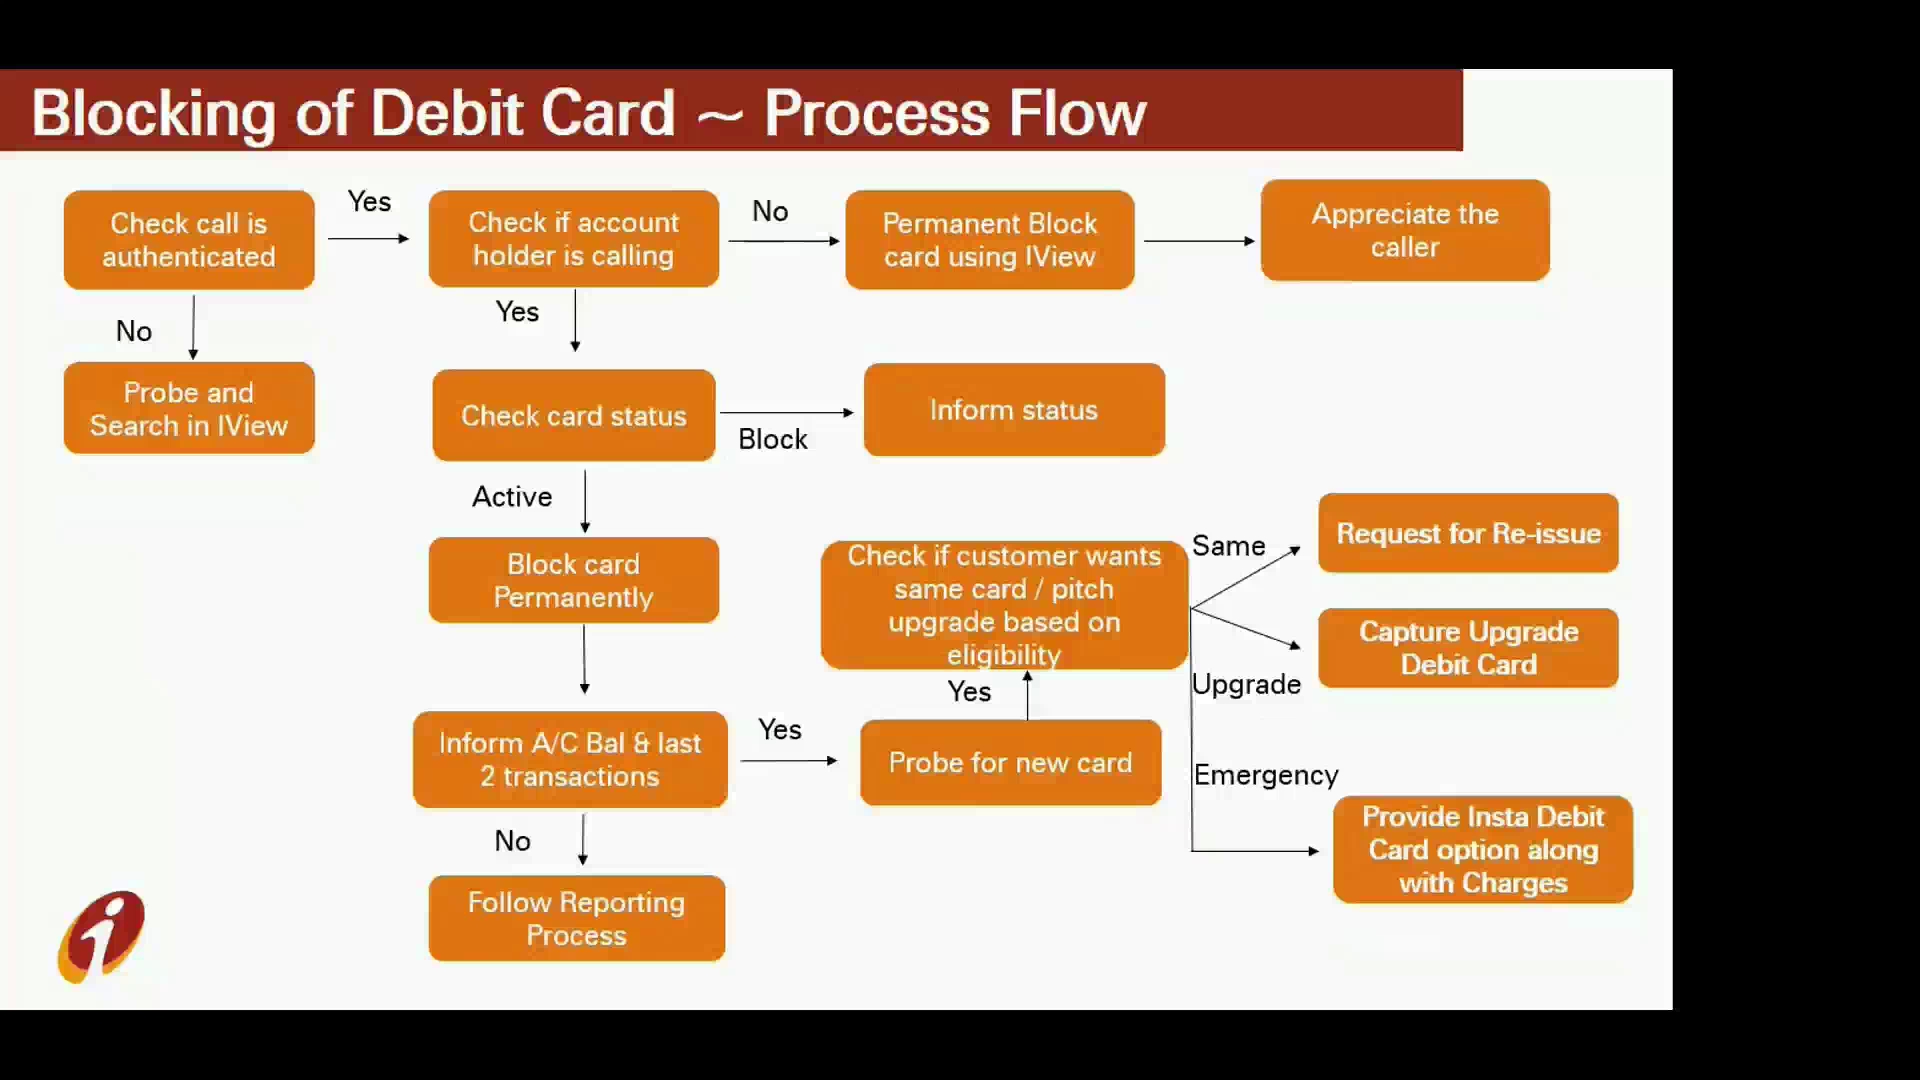 Blocking of Debit Card ~ Process Flow
Check call is
authenticated
Yes
Check if account
holder is calling
No
Permanent Block
card using IView
Appreciate the
caller
No
Yes
Probe and
Search in IView
Check card status
Block
Inform status
Active
Block card
Permanently
Check if customer wants
same card / pitch
upgrade based on
eligibility
Same
Request for Re-issue
Capture Upgrade
Debit Card
Upgrade
Yes
Inform A/C Bal & last
2 transactions
Yes
Probe for new card
Emergency
Provide Insta Debit
Card option along
with Charges
No
Follow Reporting
Process